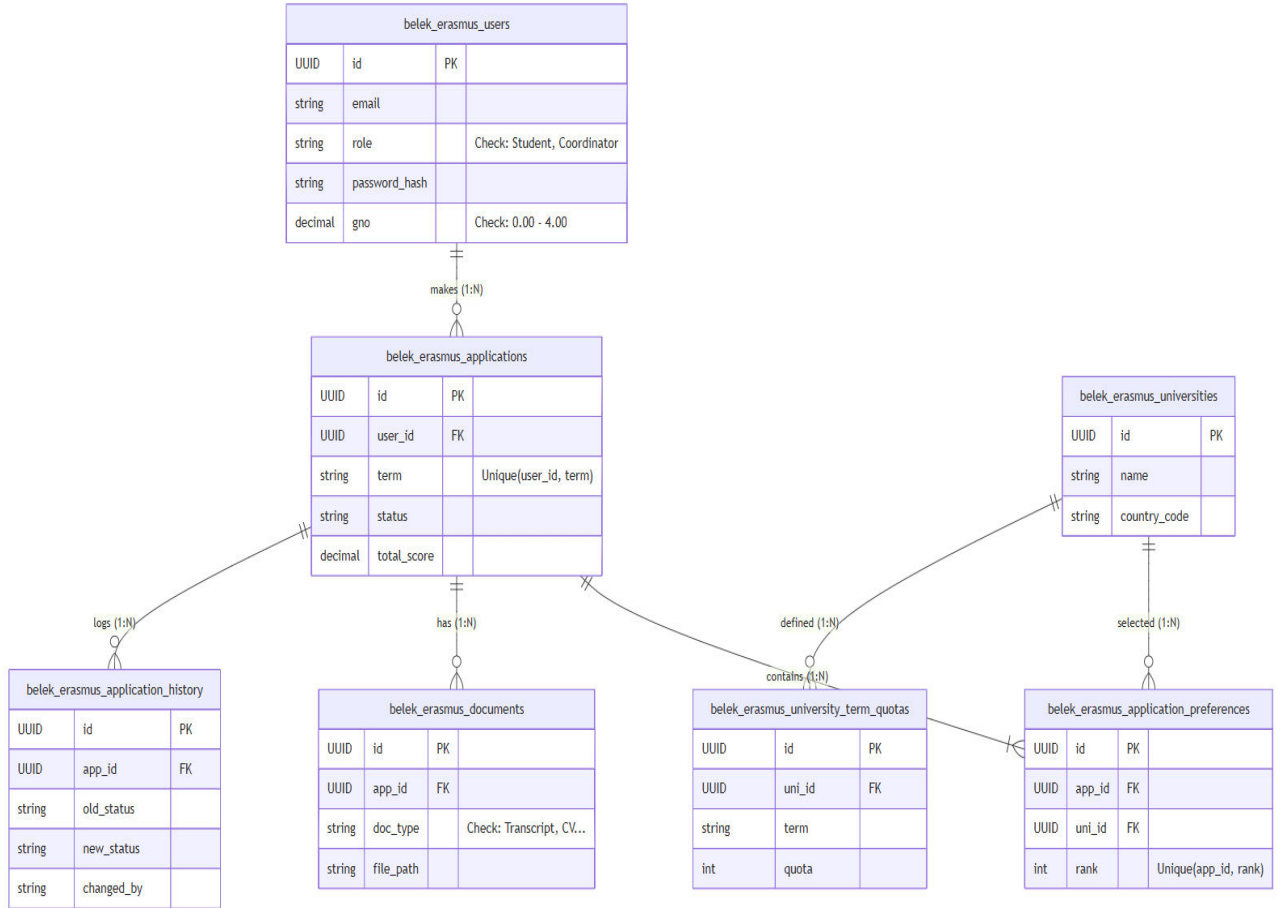 belek_erasmus_users
UUID id PK
string email
string role Check: Student, Coordinator
string password_hash
decimal gno Check: 0.00 - 4.00
makes (1:N)
belek_erasmus_applications
UUID id PK
UUID user_id FK
string term Unique(user_id, term)
string status
decimal total_score
belek_erasmus_universities
UUID id PK
string name
string country_code
logs (1:N)
has (1:N)
defined (1:N)
selected (1:N)
contains (1:N)
belek_erasmus_application_history
UUID id PK
UUID app_id FK
string old_status
string new_status
string changed_by
belek_erasmus_documents
UUID id PK
UUID app_id FK
string doc_type Check: Transcript, CV...
string file_path
belek_erasmus_university_term_quotas
UUID id PK
UUID uni_id FK
string term
int quota
belek_erasmus_application_preferences
UUID id PK
UUID app_id FK
UUID uni_id FK
int rank Unique(app_id, rank)